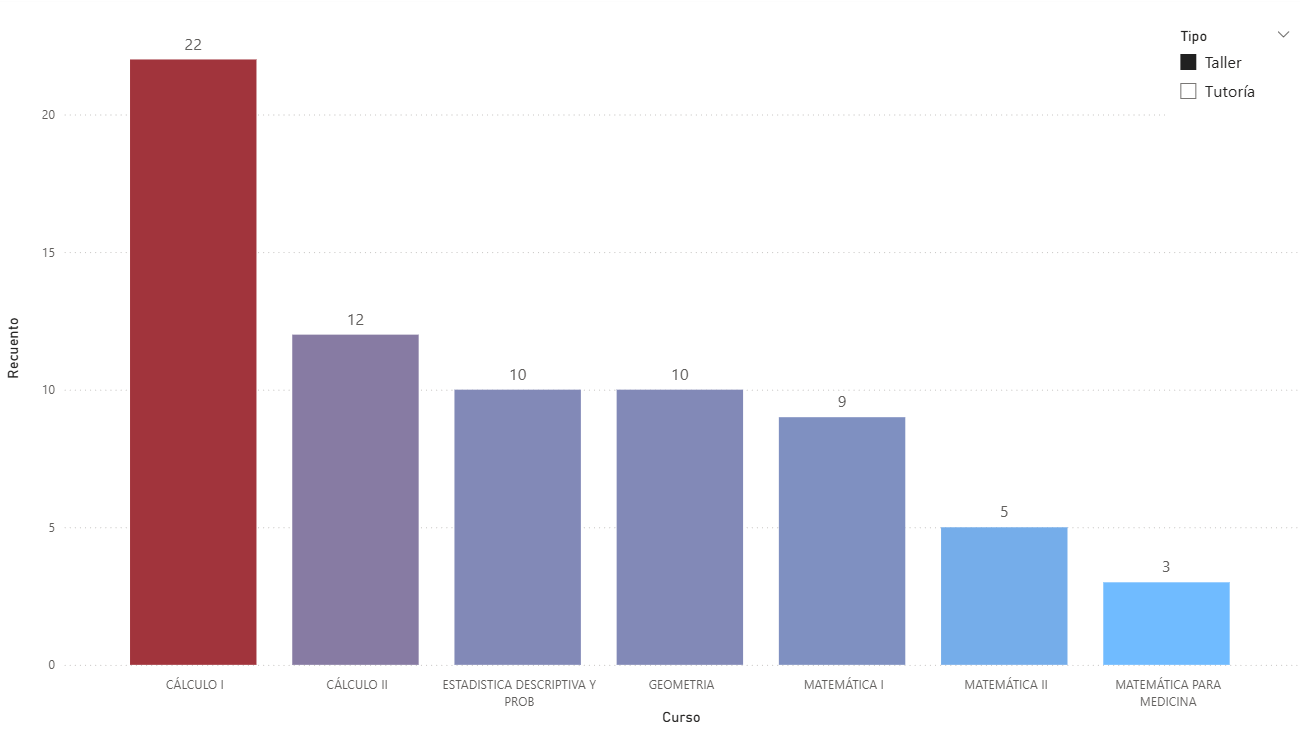 Tipo
Taller
Tutoría
Recuento
20
15
10
5
0
22
12
10
10
9
5
3
CÁLCULO I
CÁLCULO II
ESTADISTICA DESCRIPTIVA Y
PROB
GEOMETRIA
MATEMÁTICA I
MATEMÁTICA II
MATEMÁTICA PARA
MEDICINA
Curso